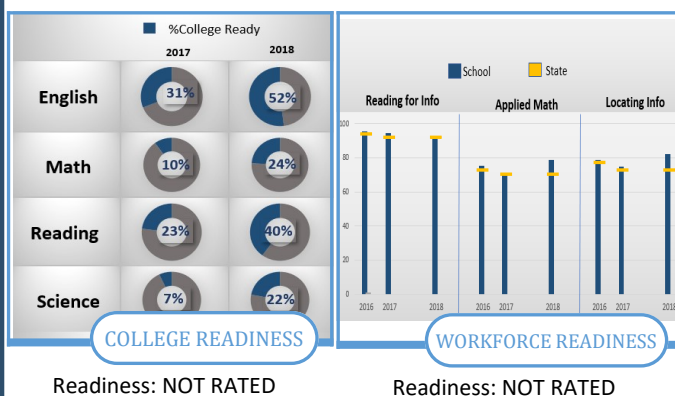 %College Ready
2017 2018
English 31% 52%
Math 10% 24%
Reading 23% 40%
Science 7% 22%
COLLEGE READINESS
Readiness: NOT RATED
School State
Reading for Info Applied Math Locating Info
100
80
60
40
20
0
2016 2017 2018 2016 2017 2018 2016 2017 2018
WORKFORCE READINESS
Readiness: NOT RATED